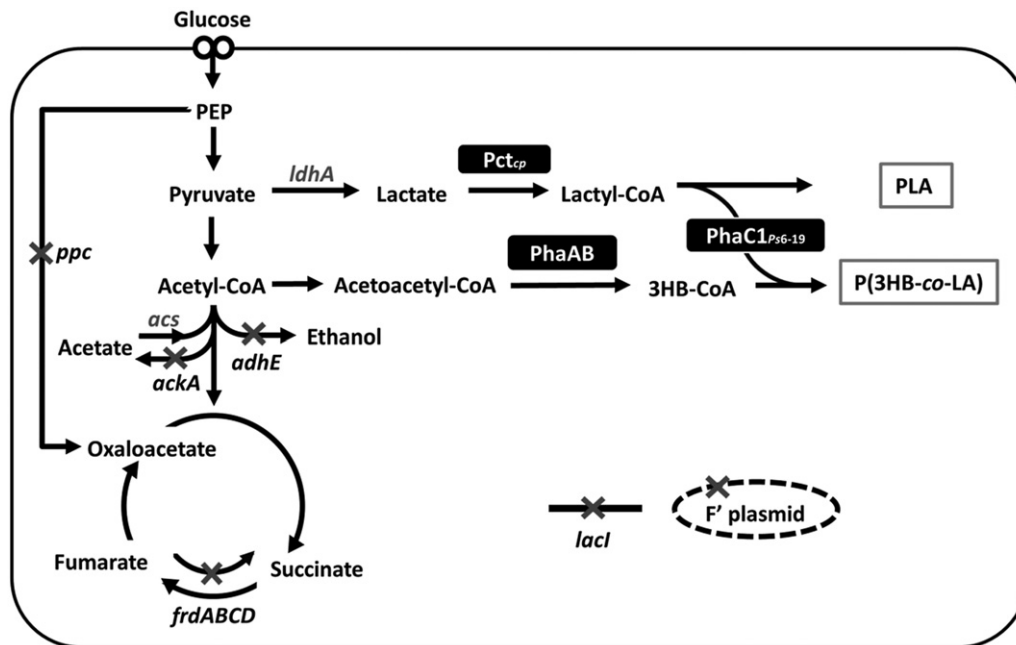 Glucose
PEP
ldhA
Pct cp
Pyruvate
Lactate
Lactyl-CoA
PLA
ppc
PhaAB
PhaC1 Ps6-19
Acetyl-CoA
Acetoacetyl-CoA
3HB-CoA
P(3HB-co-LA)
acs
Acetate
Ethanol
adhE
ackA
Oxaloacetate
F' plasmid
lacI
Fumarate
Succinate
frdABCD